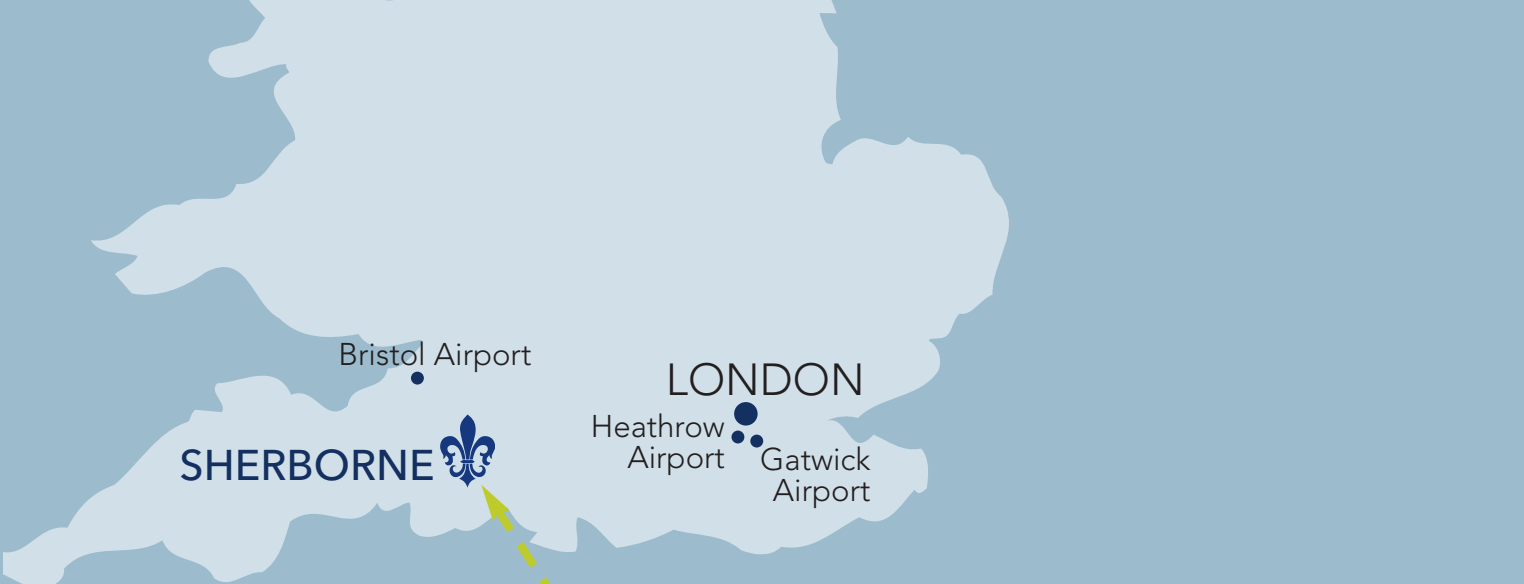 Bristol Airport
LONDON
Heathrow
Airport
Gatwick
Airport
SHERBORNE